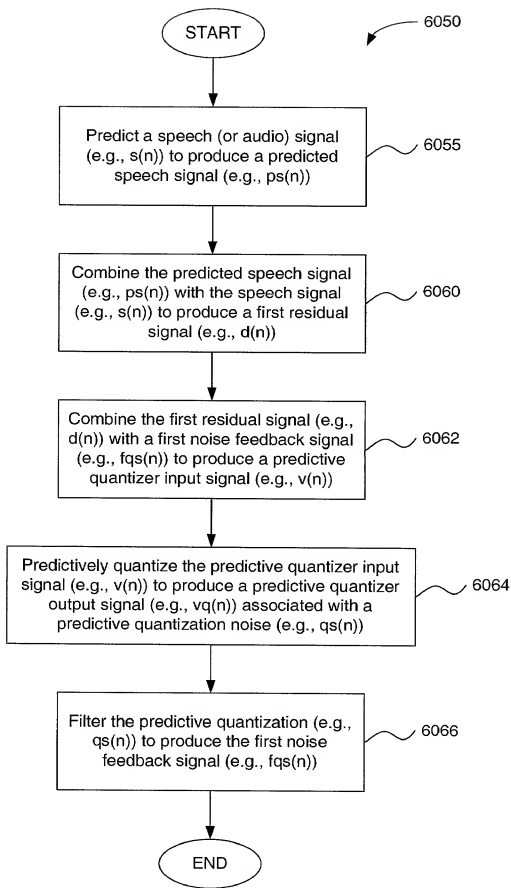 START
6050
Predict a speech (or audio) signal
(e.g., s(n)) to produce a predicted
speech signal (e.g., ps(n))
6055
Combine the predicted speech signal
(e.g., ps(n)) with the speech signal
(e.g., s(n)) to produce a first residual
signal (e.g., d(n))
6060
Combine the first residual signal (e.g.,
d(n)) with a first noise feedback signal
(e.g., fqs(n)) to produce a predictive
quantizer input signal (e.g., v(n))
6062
Predictively quantize the predictive quantizer input
signal (e.g., v(n)) to produce a predictive quantizer
output signal (e.g., vq(n)) associated with a
predictive quantization noise (e.g., qs(n))
6064
Filter the predictive quantization (e.g.,
qs(n)) to produce the first noise
feedback signal (e.g., fqs(n))
6066
END